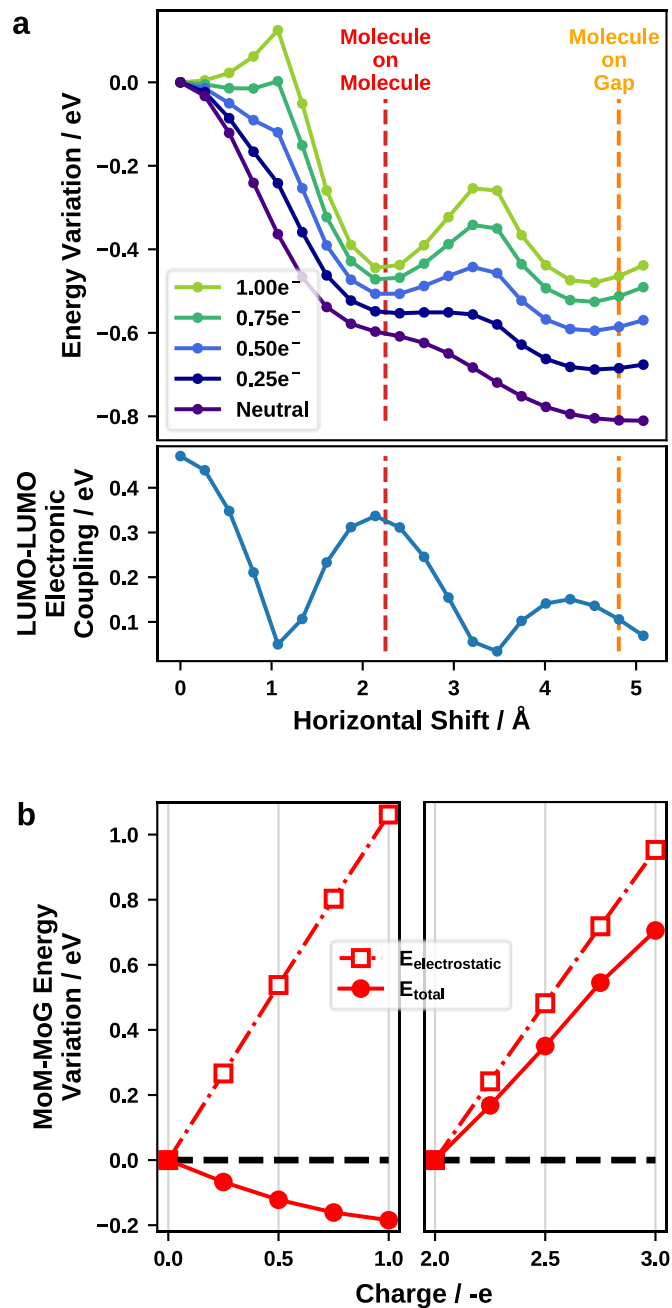 a
Molecule
on
Molecule
Molecule
on
Gap
Energy Variation / eV
0.0
−0.2
−0.4
−0.6
−0.8
1.00e⁻
0.75e⁻
0.50e⁻
0.25e⁻
Neutral
LUMO-LUMO
Electronic
Coupling / eV
0.4
0.3
0.2
0.1
0 1 2 3 4 5
Horizontal Shift / Å
b
MoM-MoG Energy
Variation / eV
1.0
0.8
0.6
0.4
0.2
0.0
−0.2
E_electrostatic
E_total
0.0 0.5 1.0 2.0 2.5 3.0
Charge / -e